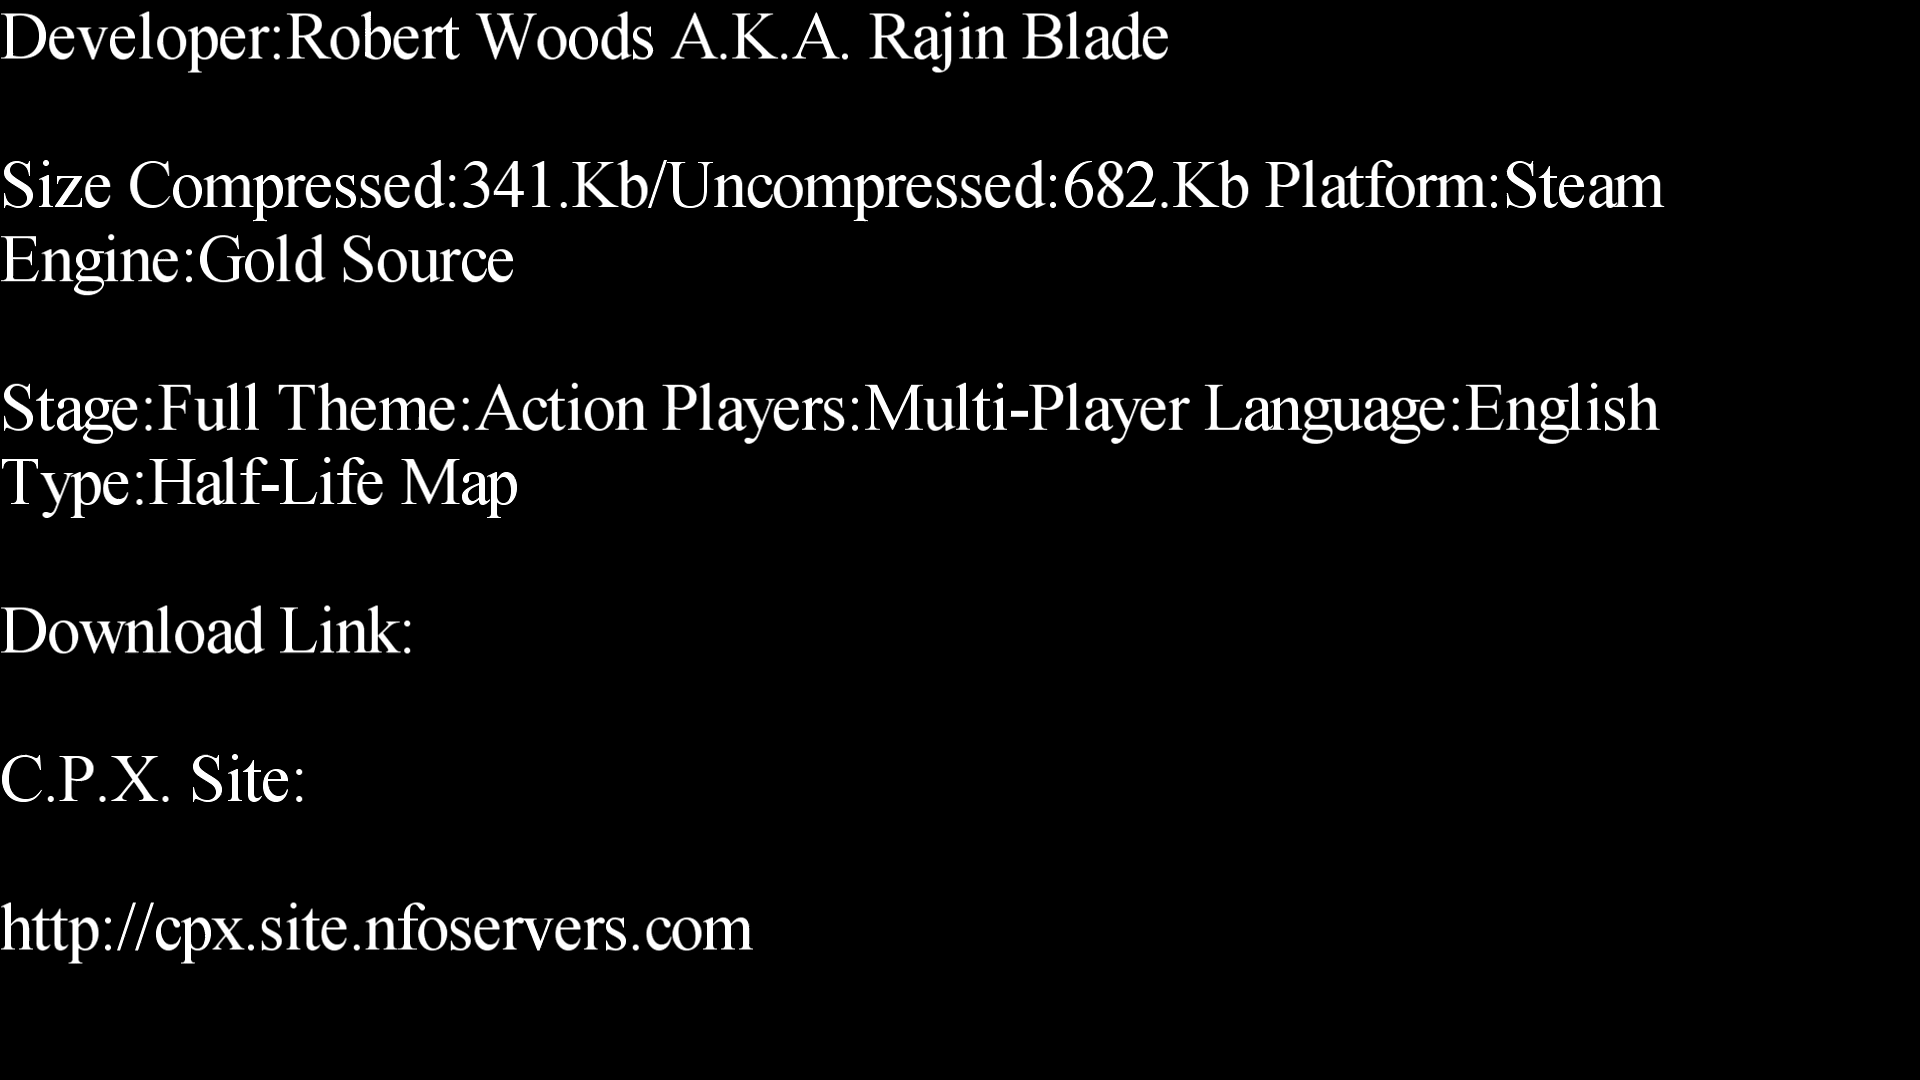 Developer:Robert Woods A.K.A. Rajin Blade
Size Compressed:341.Kb/Uncompressed:682.Kb Platform:Steam
Engine:Gold Source
Stage:Full Theme:Action Players:Multi-Player Language:English
Type:Half-Life Map
Download Link:
C.P.X. Site:
http://cpx.site.nfoservers.com